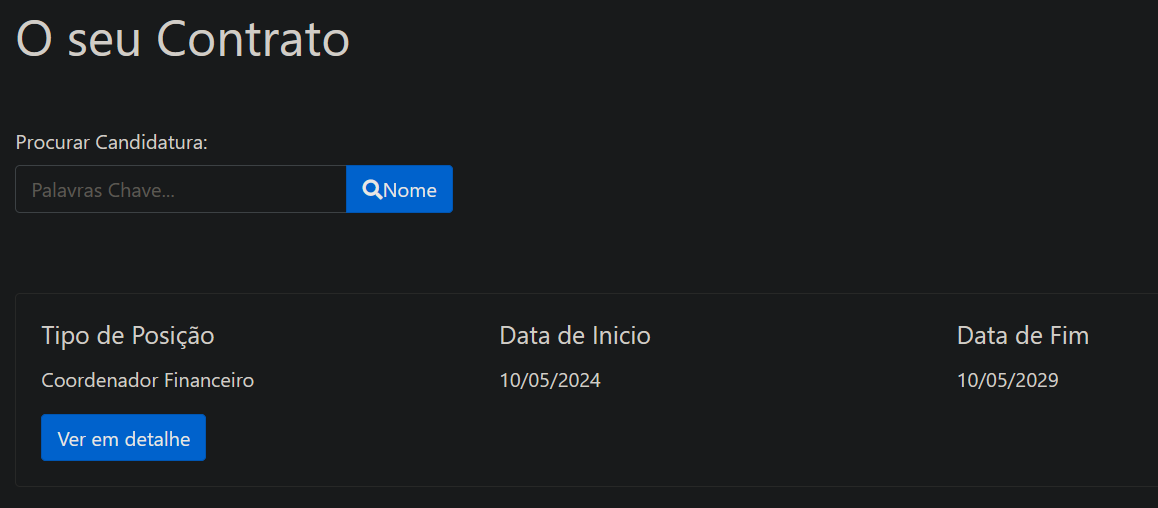 O seu Contrato
Procurar Candidatura:
Palavras Chave...
Nome
Tipo de Posição
Data de Inicio
Data de Fim
Coordenador Financeiro
10/05/2024
10/05/2029
Ver em detalhe